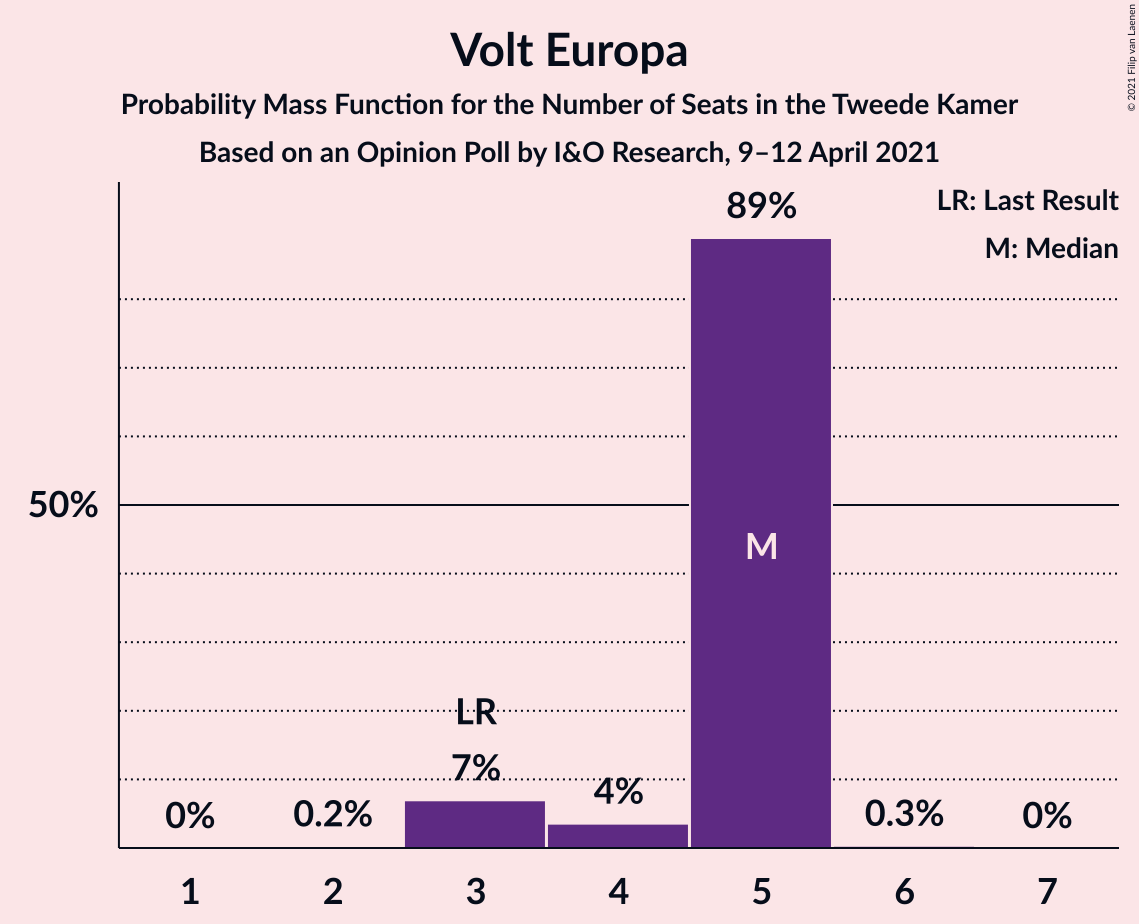 © 2021 Filip van Laenen
Volt Europa
Probability Mass Function for the Number of Seats in the Tweede Kamer
Based on an Opinion Poll by I&O Research, 9–12 April 2021
LR: Last Result
M: Median
89%
50%
M
LR
7%
4%
0%
0.2%
0.3%
0%
1 2 3 4 5 6 7